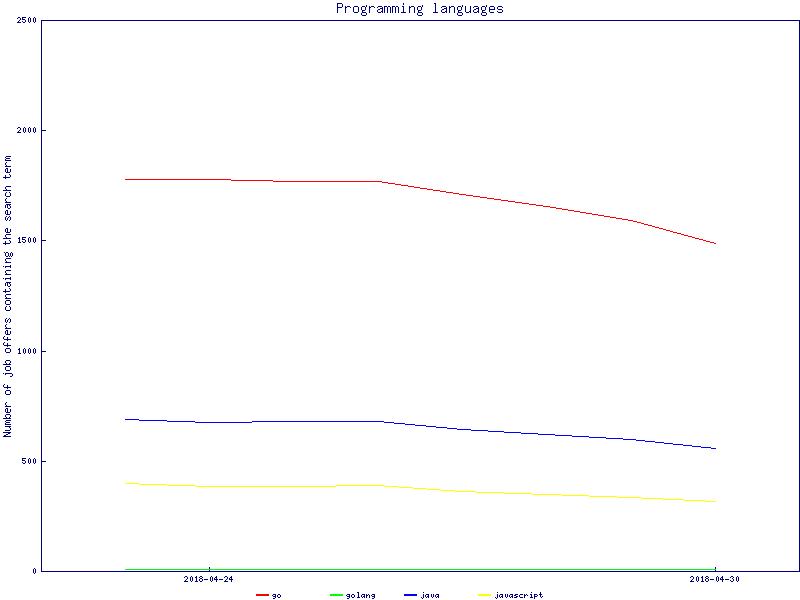 Programming languages
2500
2000
1500
1000
500
0
Number of job offers containing the search term
2018-04-24 2018-04-30
go golang java javascript